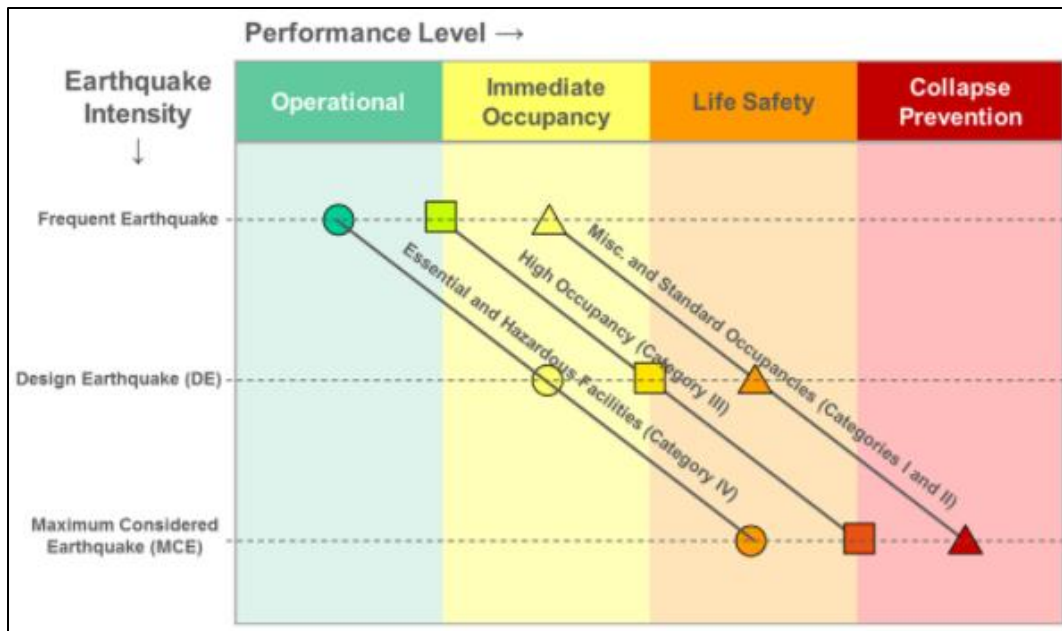 Performance Level →
Earthquake
Intensity
↓
Operational
Immediate
Occupancy
Life Safety
Collapse
Prevention
Frequent Earthquake
Design Earthquake (DE)
Maximum Considered
Earthquake (MCE)
Essential and Hazardous Facilities (Category IV)
High Occupancy (Category III)
Misc. and Standard Occupancies (Categories I and II)